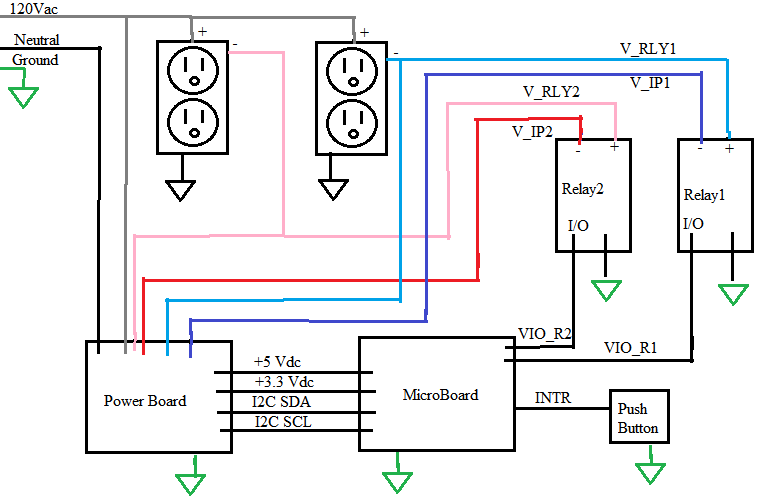 120Vac
Neutral
Ground
+
-
+
-
V_RLY1
V_IP1
V_RLY2
V_IP2
-
+
-
+
Relay2
Relay1
I/O
I/O
VIO_R2
VIO_R1
+5 Vdc
+3.3 Vdc
I2C SDA
I2C SCL
Power Board
MicroBoard
INTR
Push
Button